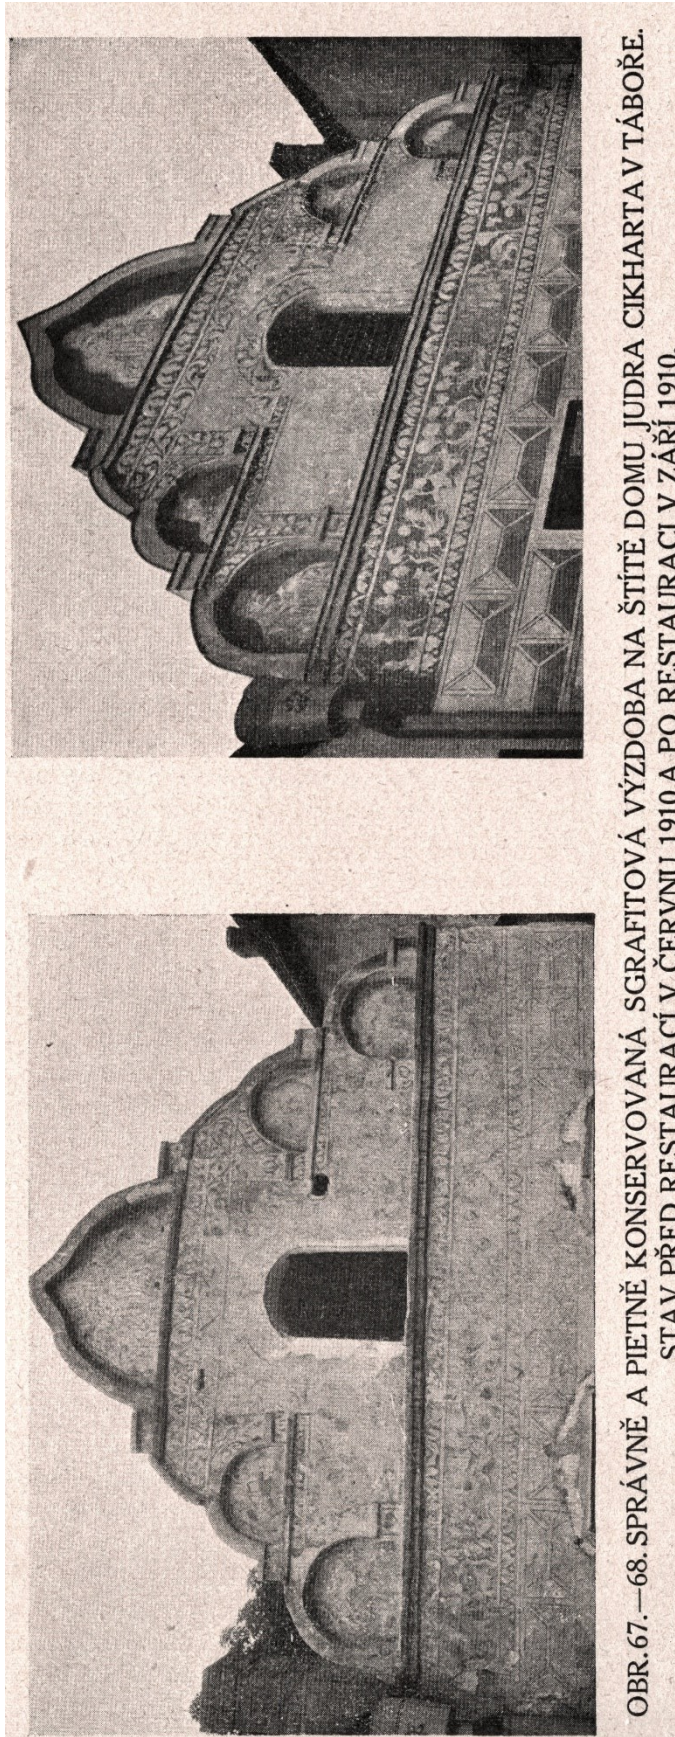 OBR. 67.—68. SPRÁVNĚ A PIETNĚ KONSERVOVANÁ SGRAFITOVÁ VÝZDOBA NA ŠTÍTĚ DOMU JUDRA CIKHARTA V TÁBOŘE.
STAV PŘED RESTAURACÍ V ČERVNU 1910 A PO RESTAURACI V ZÁŘÍ 1910.